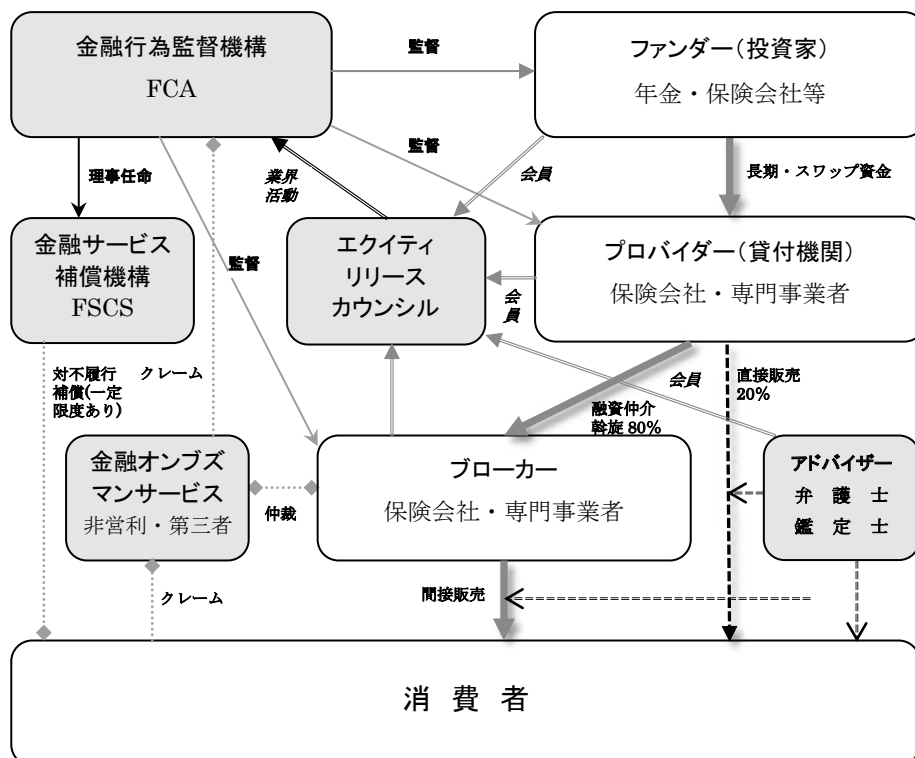 金融行為監督機構
FCA
監督
ファンダー（投資家）
年金・保険会社等
理事任命
業界
活動
監督
会員
長期・スワップ資金
金融サービス
補償機構
FSCS
監督
エクイティ
リリース
カウンシル
会
員
プロバイダー（貸付機関）
保険会社・専門事業者
対不履行
補償(一定
限度あり)
クレーム
会員
融資仲介
斡旋 80%
直接販売
20%
金融オンブズ
マンサービス
非営利・第三者
仲裁
ブローカー
保険会社・専門事業者
アドバイザー
弁　護　士
鑑　定　士
クレーム
間接販売
消　費　者